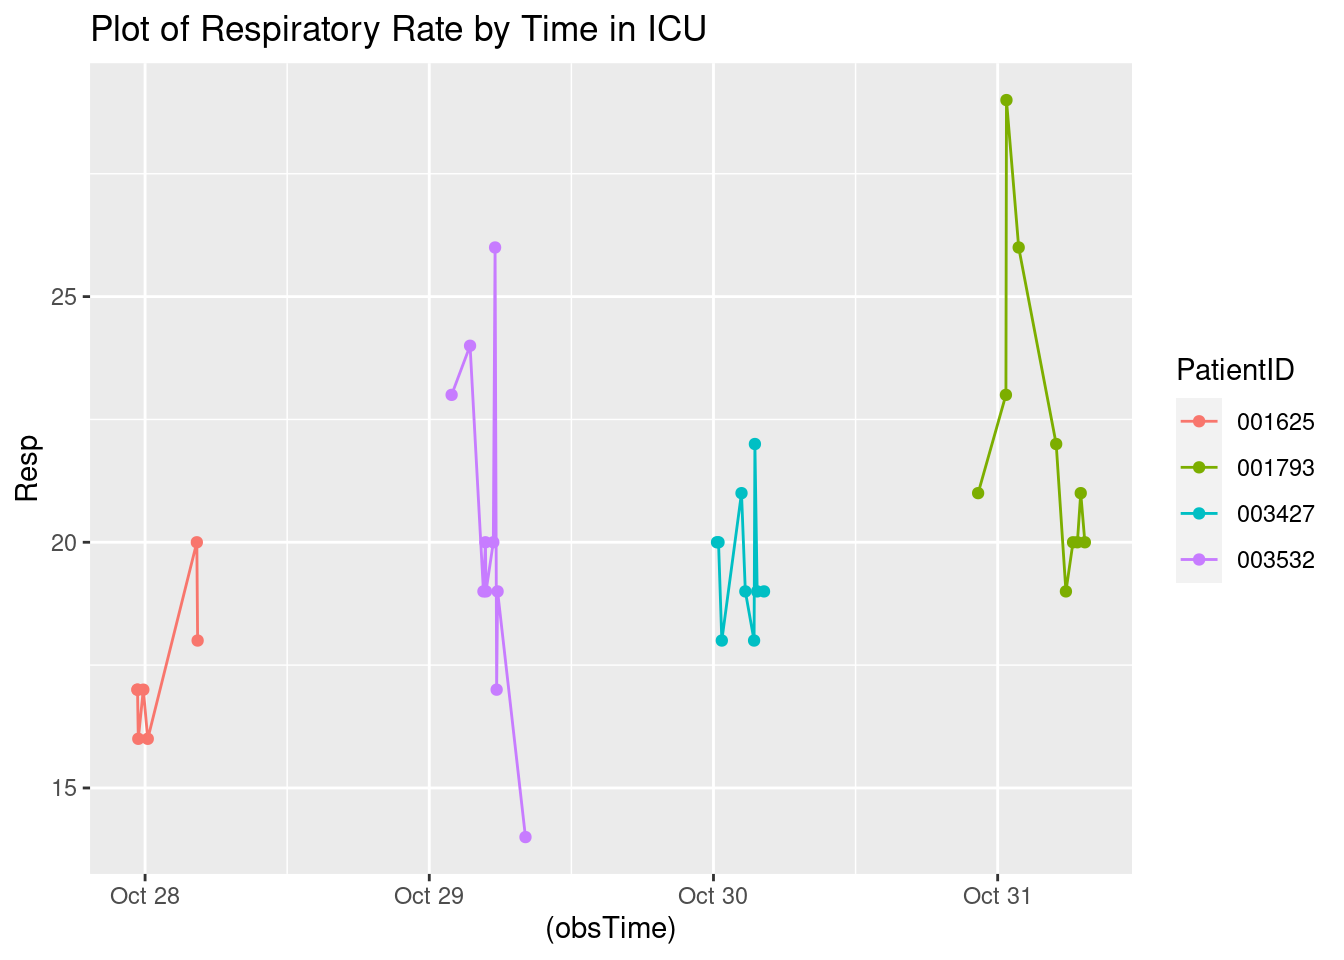 Plot of Respiratory Rate by Time in ICU
25
20
15
Resp
Oct 28
Oct 29
Oct 30
Oct 31
(obsTime)
PatientID
001625
001793
003427
003532